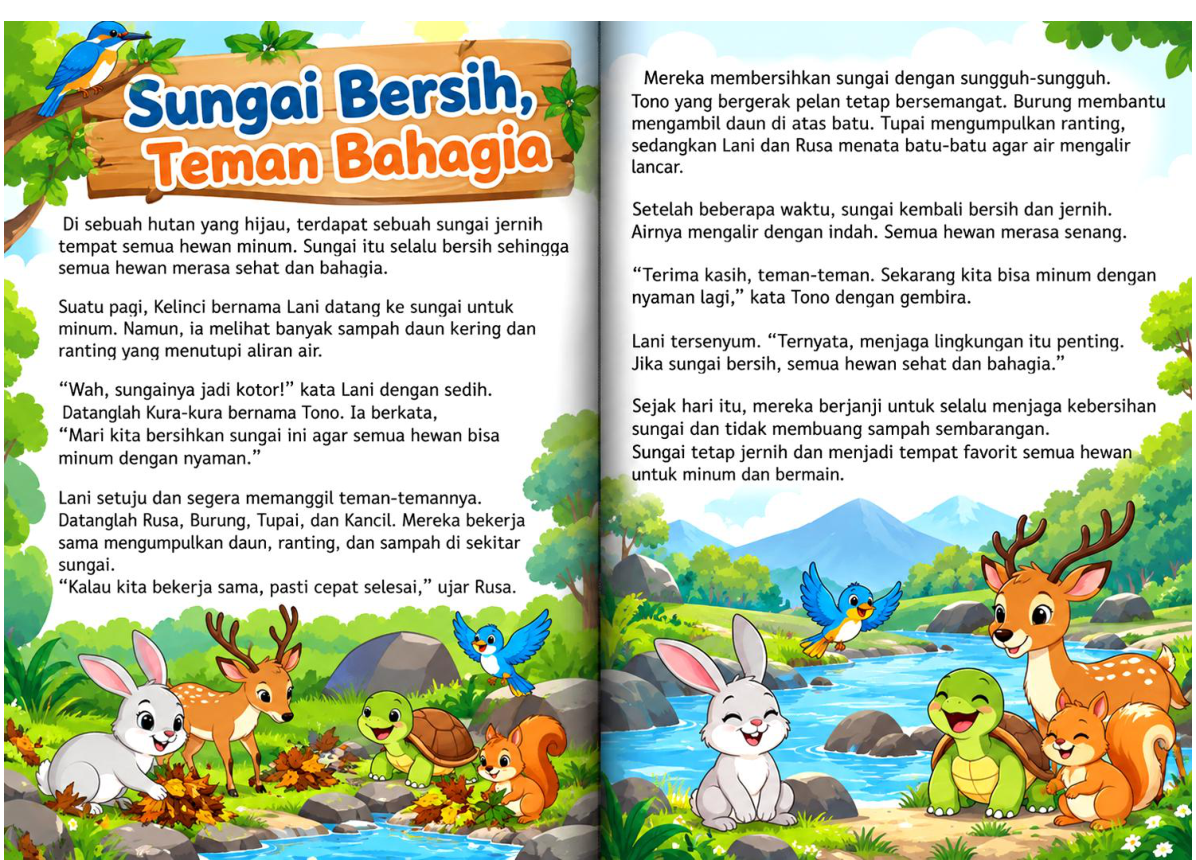 Sungai Bersih,
Teman Bahagia
Di sebuah hutan yang hijau, terdapat sebuah sungai jernih
tempat semua hewan minum. Sungai itu selalu bersih sehingga
semua hewan merasa sehat dan bahagia.
Suatu pagi, Kelinci bernama Lani datang ke sungai untuk
minum. Namun, ia melihat banyak sampah daun kering dan
ranting yang menutupi aliran air.
“Wah, sungainya jadi kotor!” kata Lani dengan sedih.
Datanglah Kura-kura bernama Tono. Ia berkata,
“Mari kita bersihkan sungai ini agar semua hewan bisa
minum dengan nyaman.”
Lani setuju dan segera memanggil teman-temannya.
Datanglah Rusa, Burung, Tupai, dan Kancil. Mereka bekerja
sama mengumpulkan daun, ranting, dan sampah di sekitar
sungai.
“Kalau kita bekerja sama, pasti cepat selesai,” ujar Rusa.
Mereka membersihkan sungai dengan sungguh-sungguh.
Tono yang bergerak pelan tetap bersemangat. Burung membantu
mengambil daun di atas batu. Tupai mengumpulkan ranting,
sedangkan Lani dan Rusa menata batu-batu agar air mengalir
lancar.
Setelah beberapa waktu, sungai kembali bersih dan jernih.
Airnya mengalir dengan indah. Semua hewan merasa senang.
“Terima kasih, teman-teman. Sekarang kita bisa minum dengan
nyaman lagi,” kata Tono dengan gembira.
Lani tersenyum. “Ternyata, menjaga lingkungan itu penting.
Jika sungai bersih, semua hewan sehat dan bahagia.”
Sejak hari itu, mereka berjanji untuk selalu menjaga kebersihan
sungai dan tidak membuang sampah sembarangan.
Sungai tetap jernih dan menjadi tempat favorit semua hewan
untuk minum dan bermain.